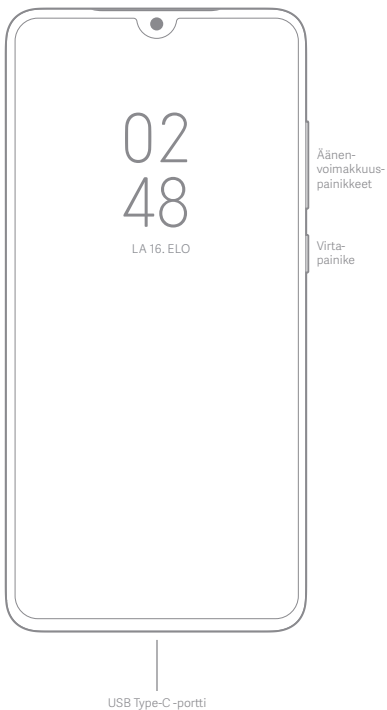 02
48
LA 16. ELO
Äänen-
voimakkuus-
painikkeet
Virta-
painike
USB Type-C -portti